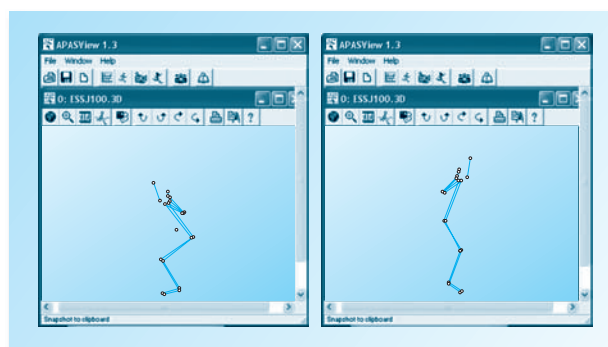 APASView 1.3
File Window Help
0: ESSJ100.3D
?
Snapshot to clipboard
APASView 1.3
File Window Help
0: ESSJ100.3D
?
Snapshot to clipboard